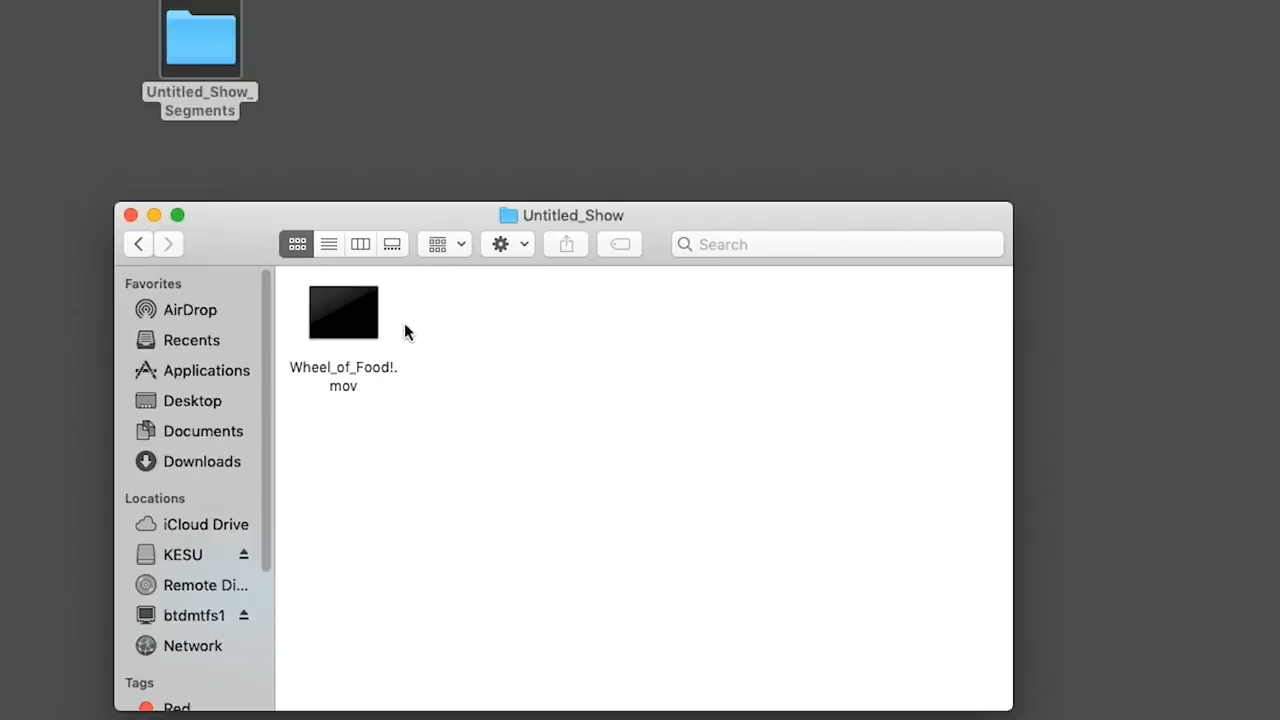 Untitled_Show_
Segments
Untitled_Show
Search
Favorites
AirDrop
Recents
Applications
Desktop
Documents
Downloads
Locations
iCloud Drive
KESU
Remote Di...
btdmtfs1
Network
Tags
Red
Wheel_of_Food!.
mov